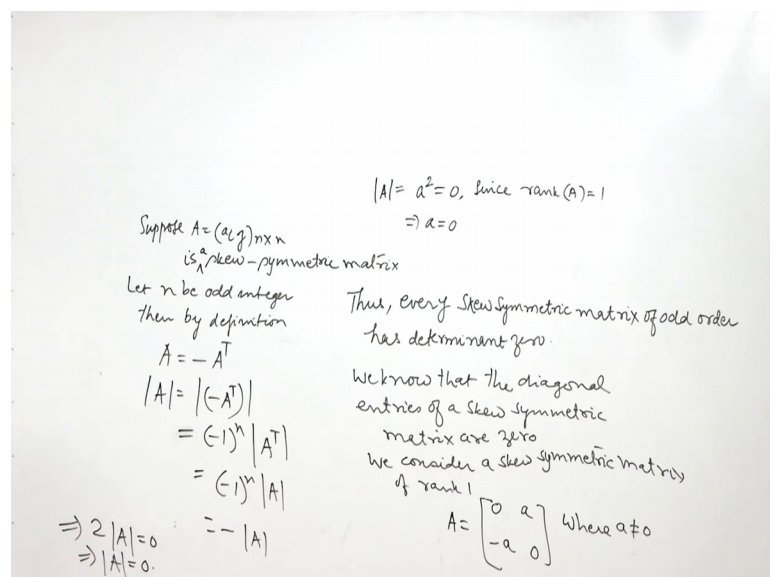 Suppose A = (aij)n×n
is a skew-symmetric matrix
Let n be odd integer
then by definition
A = -A^T
|A| = |(-A^T)|
= (-1)^n |A^T|
= (-1)^n |A|
= -|A|
⇒ 2|A| = 0
⇒ |A| = 0.
|A| = a² = 0, Since rank(A) = 1
⇒ a = 0
Thus, every skew symmetric matrix of odd order
has determinant zero.
We know that the diagonal
entries of a skew symmetric
matrix are zero
We consider a skew symmetric matrix
of rank 1
A = [0 a
-a 0] Where a ≠ 0